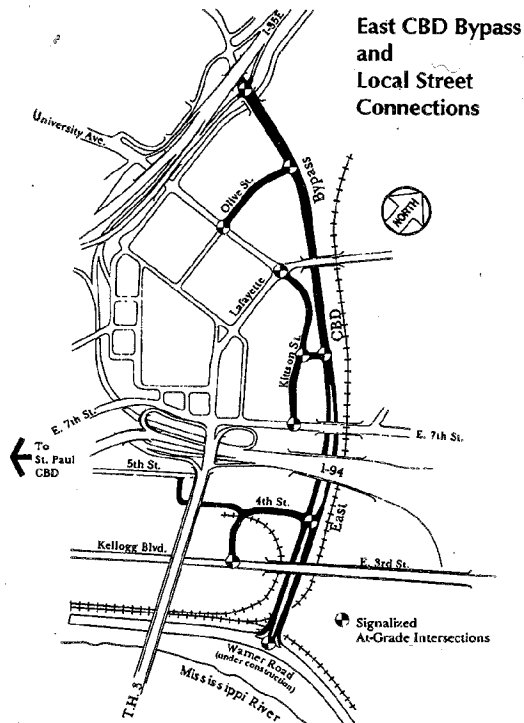 East CBD Bypass
and
Local Street
Connections
I-35E
University Ave.
Olive St.
Bypass
NORTH
Lafayette
CBD
Kittson St.
E. 7th St.
E. 7th St.
To
St. Paul
CBD
I-94
5th St.
4th St.
East
Kellogg Blvd.
E. 3rd St.
Signalized
At-Grade Intersections
Warner Road
(under construction)
Mississippi River
T.H. 3